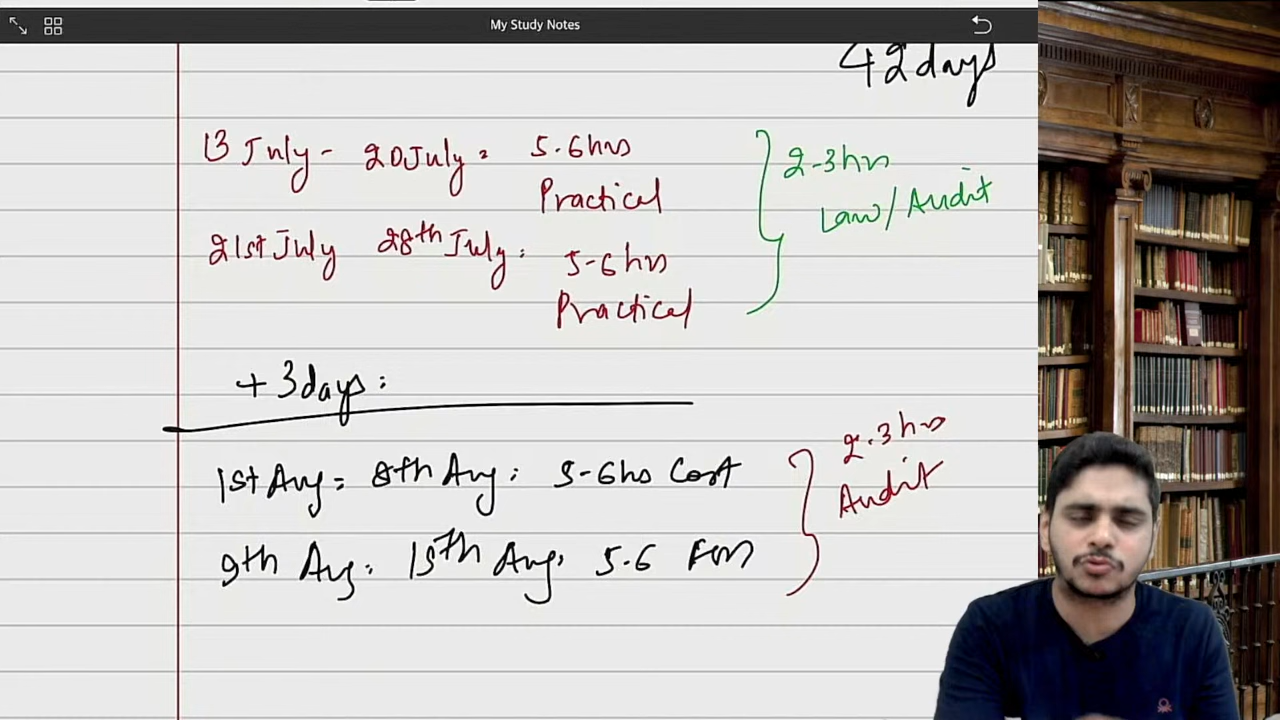 My Study Notes
42 days
13 July - 20 July = 5-6 hrs
Practical
2-3 hrs
Law/Audit
21st July 28th July: 5-6 hrs
Practical
+ 3 days:
2-3 hrs
Audit
1st Aug = 8th Aug: 5-6 hrs Cost
9th Aug: 15th Aug: 5-6